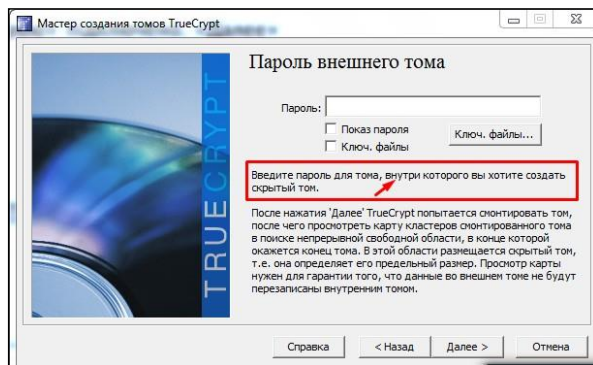 Мастер создания томов TrueCrypt
Пароль внешнего тома
Пароль:
Показ пароля
Ключ. файлы
Ключ. файлы...
Введите пароль для тома, внутри которого вы хотите создать
скрытый том.
После нажатия 'Далее' TrueCrypt попытается смонтировать том,
после чего просмотреть карту кластеров смонтированного тома
в поиске непрерывной свободной области, в конце которой
окажется конец тома. В этой области размещается скрытый том,
т.е. она определяет его предельный размер. Просмотр карты
нужен для гарантии того, что данные во внешнем томе не будут
перезаписаны внутренним томом.
TRUECRYPT
Справка
< Назад
Далее >
Отмена